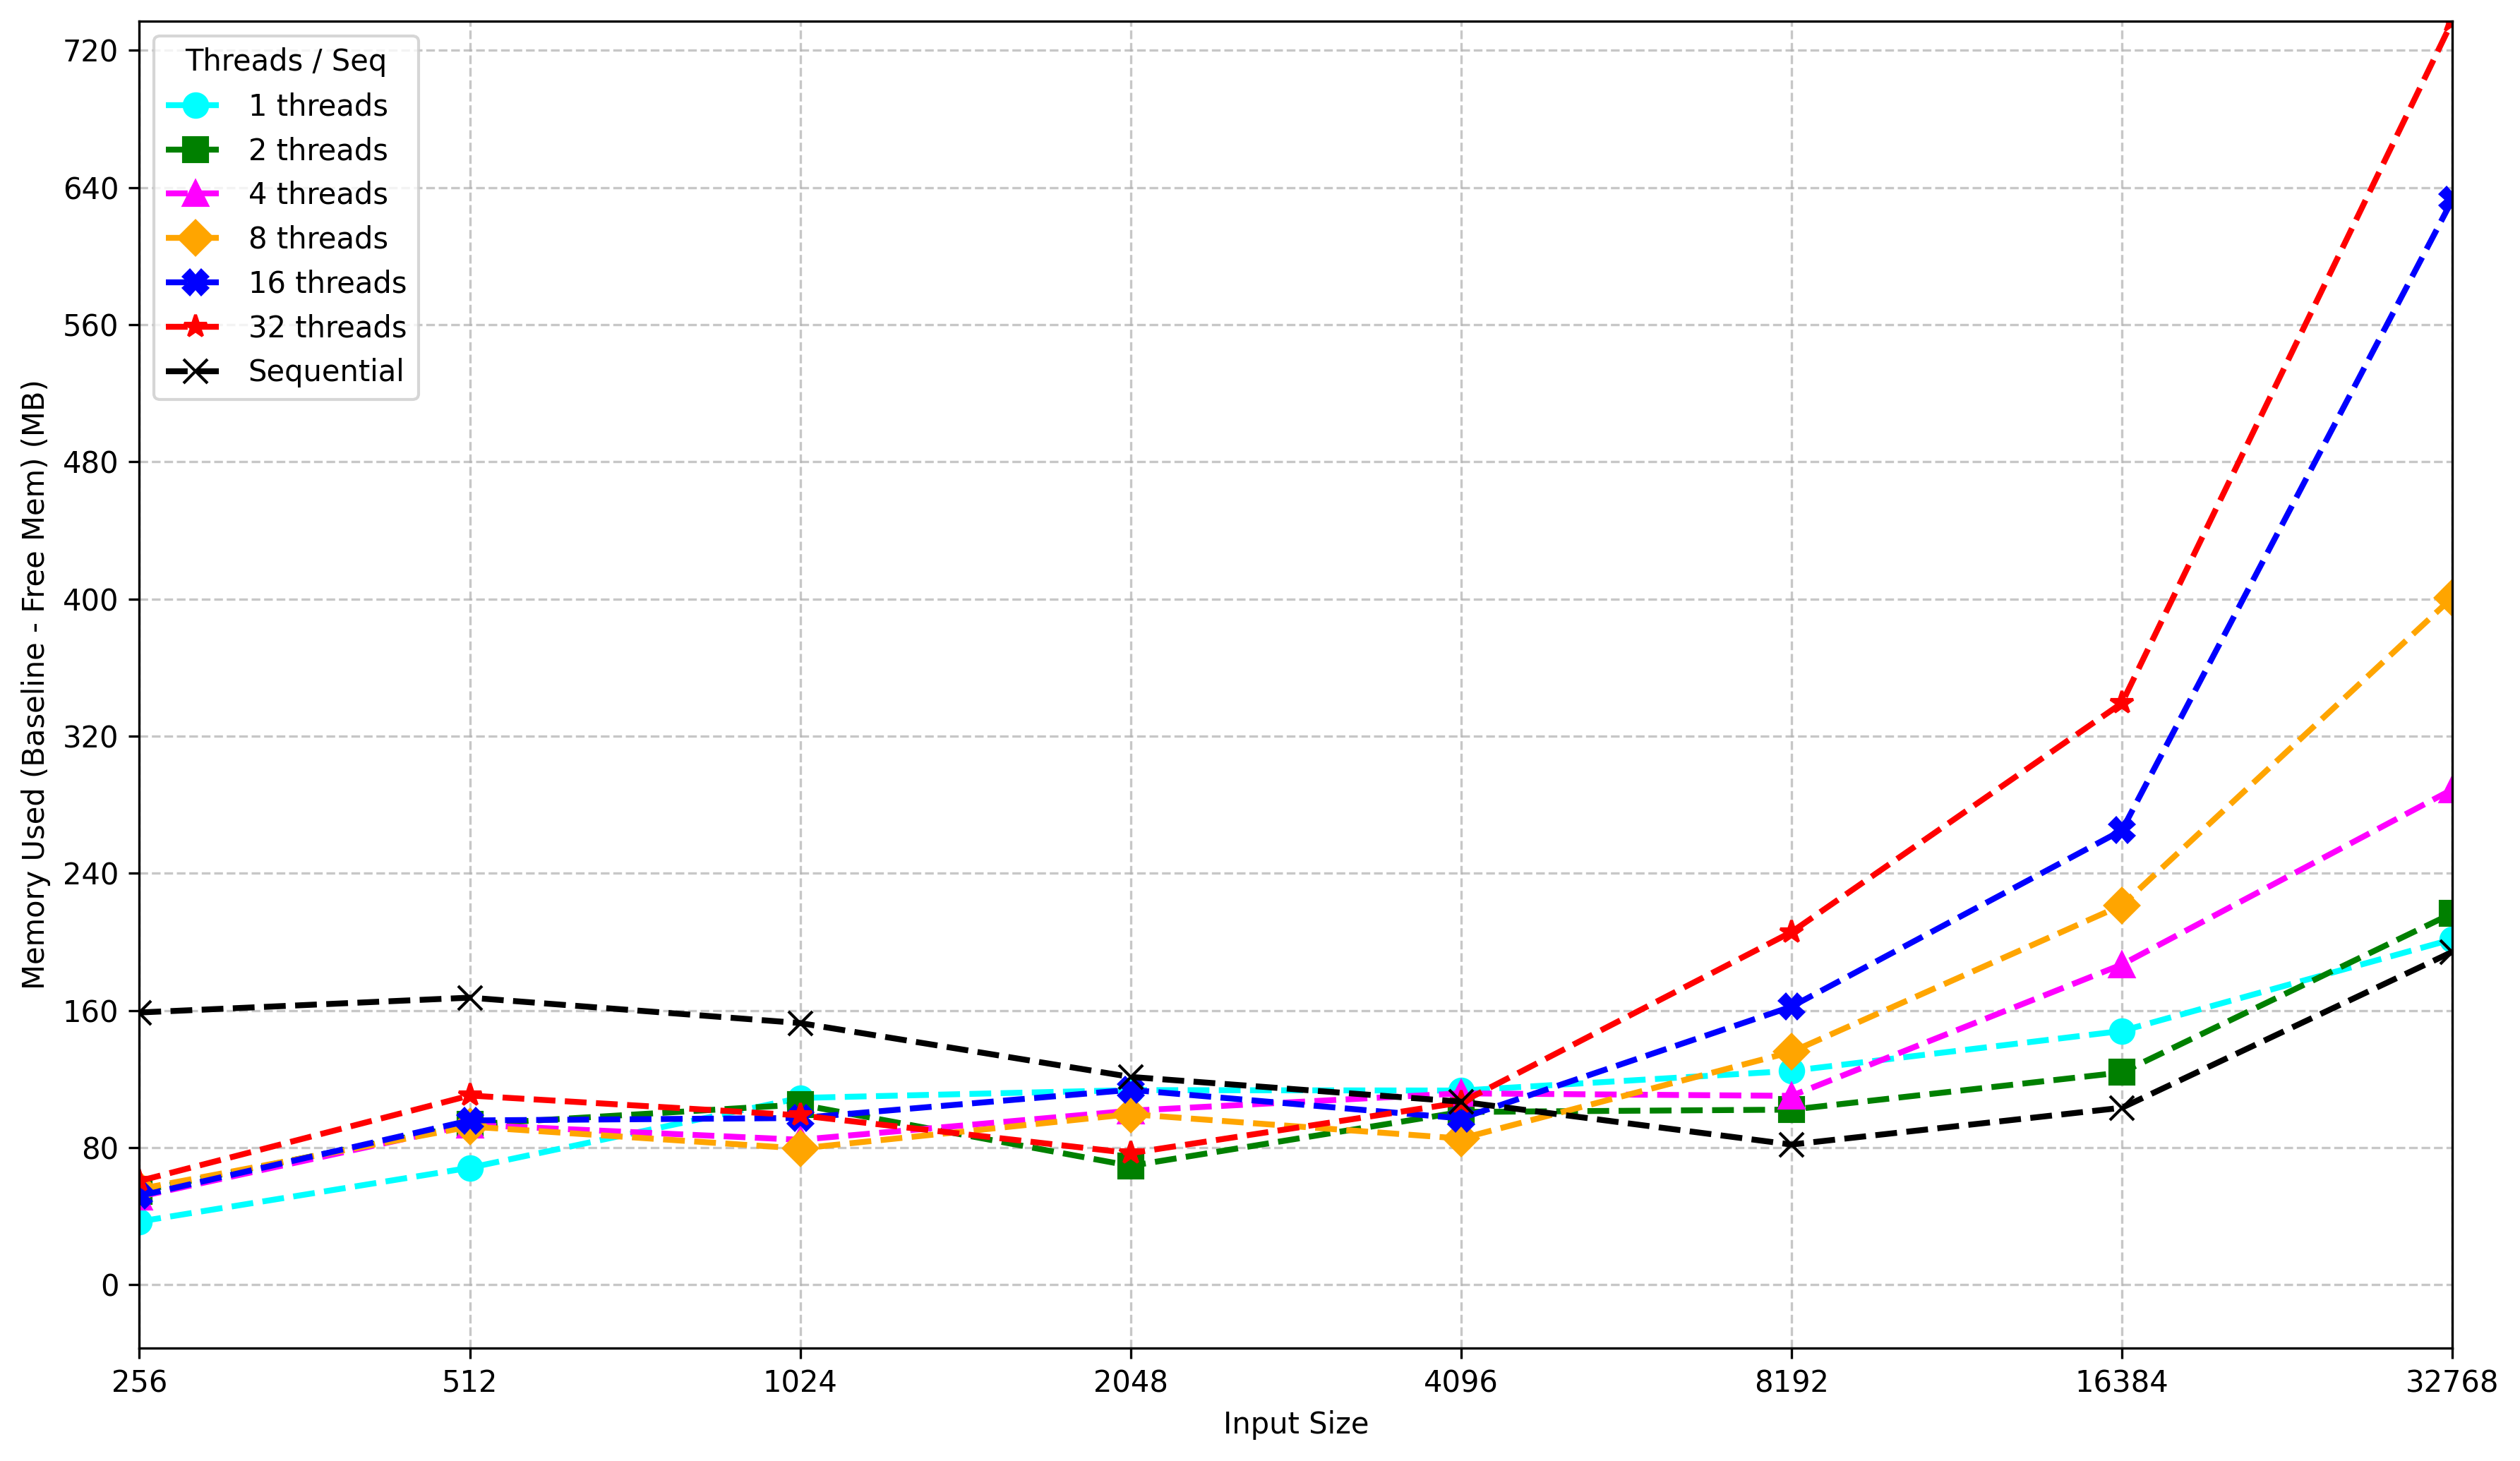 Threads / Seq
1 threads
2 threads
4 threads
8 threads
16 threads
32 threads
Sequential
Memory Used (Baseline - Free Mem) (MB)
720
640
560
480
400
320
240
160
80
0
256 512 1024 2048 4096 8192 16384 32768
Input Size